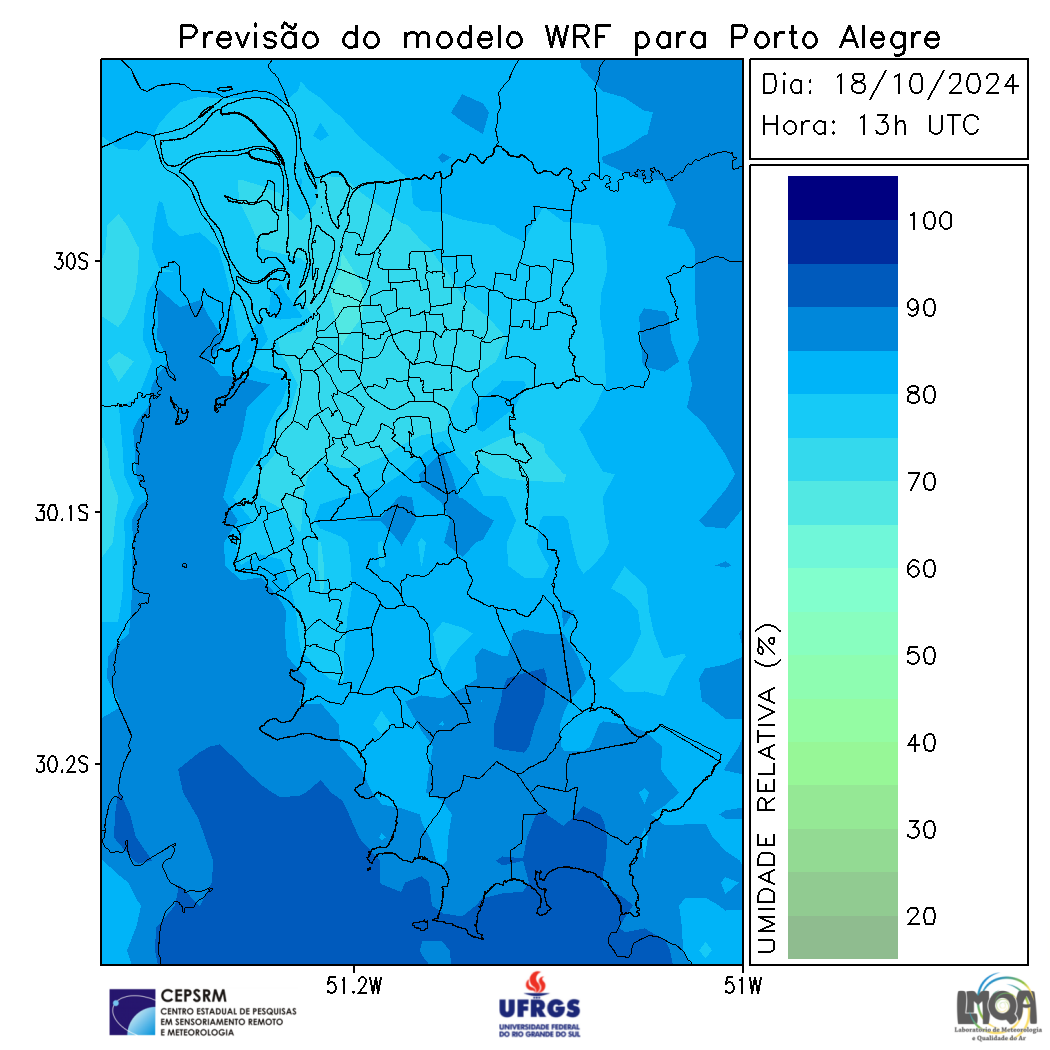 Previsão do modelo WRF para Porto Alegre
Dia: 18/10/2024
Hora: 13h UTC
100
90
80
70
60
50
40
30
20
UMIDADE RELATIVA (%)
30S
30.1S
30.2S
51.2W
51W
CEPSRM
CENTRO ESTADUAL DE PESQUISAS
EM SENSORIAMENTO REMOTO
E METEOROLOGIA
UFRGS
UNIVERSIDADE FEDERAL
DO RIO GRANDE DO SUL
LMQA
Laboratório de Meteorologia
e Qualidade do Ar